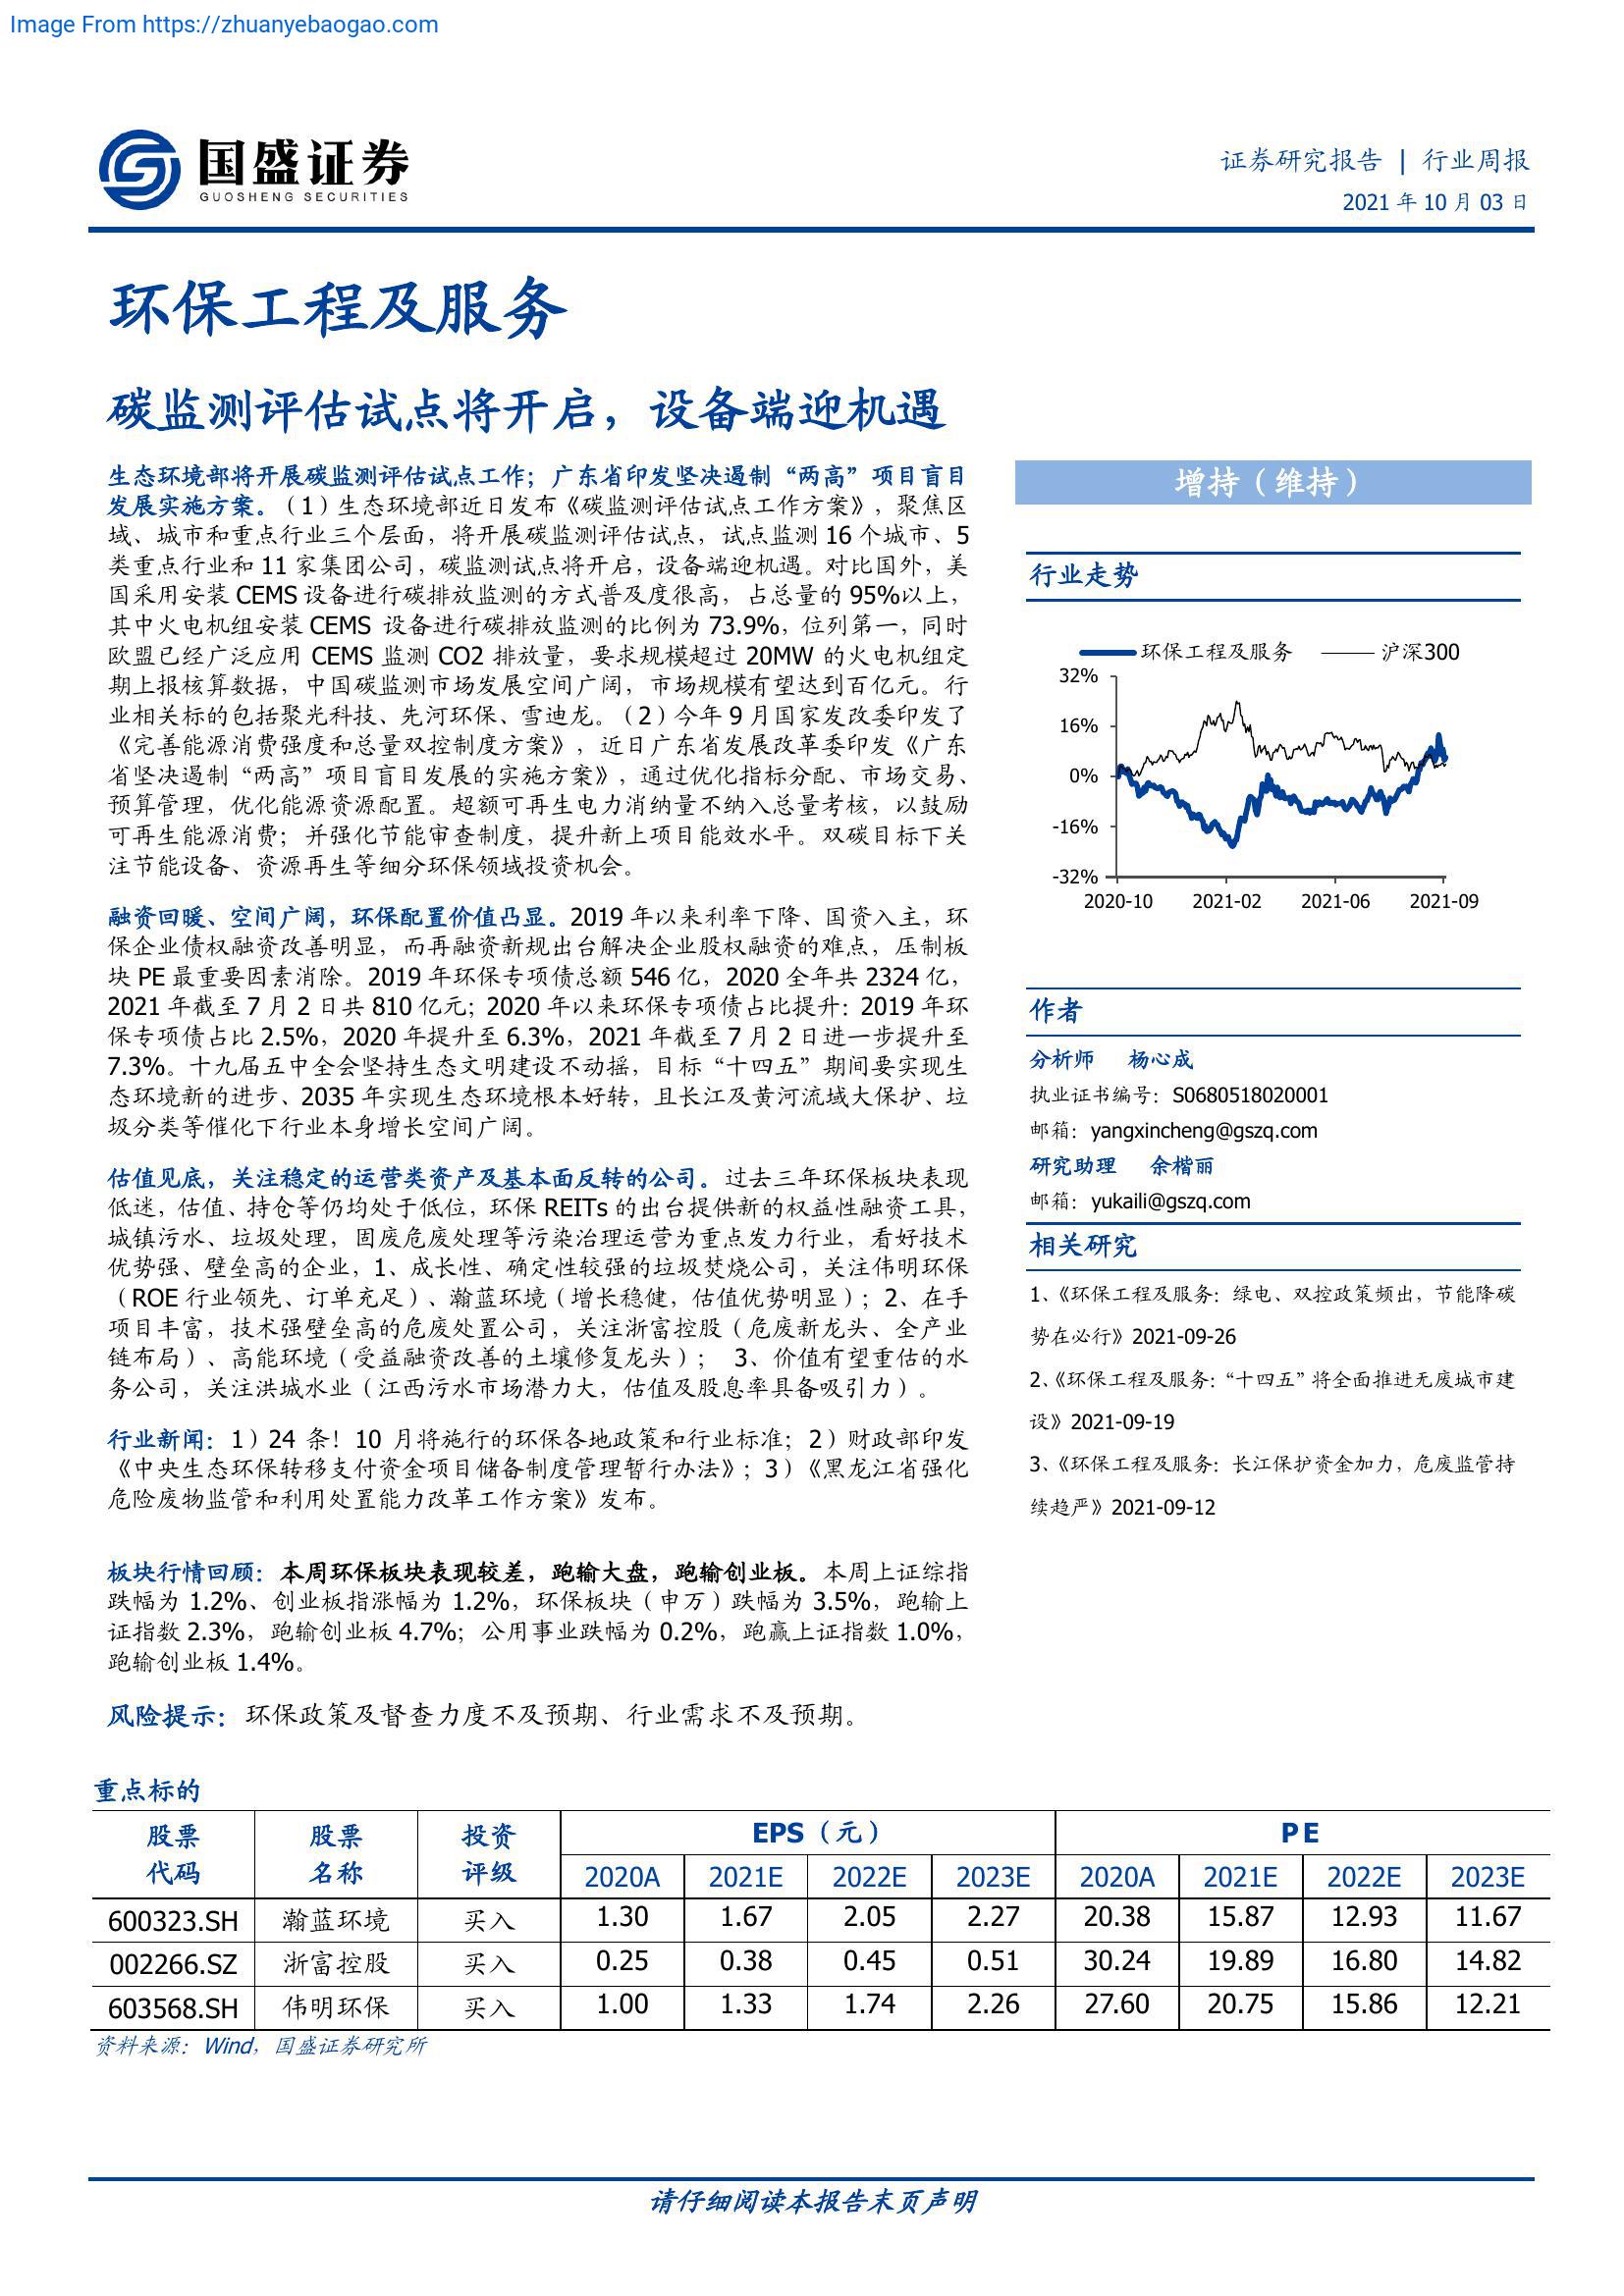 Image From https://zhuanyebaogao.com
国盛证券
GUOSHENG SECURITIES
证券研究报告 | 行业周报
2021 年 10 月 03 日
环保工程及服务
碳监测评估试点将开启，设备端迎机遇
生态环境部将开展碳监测评估试点工作；广东省印发坚决遏制“两高”项目盲目
发展实施方案。（1）生态环境部近日发布《碳监测评估试点工作方案》，聚焦区
域、城市和重点行业三个层面，将开展碳监测评估试点，试点监测 16 个城市、5
类重点行业和 11 家集团公司，碳监测试点将开启，设备端迎机遇。对比国外，美
国采用安装 CEMS 设备进行碳排放监测的方式普及度很高，占总量的 95%以上，
其中火电机组安装 CEMS 设备进行碳排放监测的比例为 73.9%，位列第一，同时
欧盟已经广泛应用 CEMS 监测 CO2 排放量，要求规模超过 20MW 的火电机组定
期上报核算数据，中国碳监测市场发展空间广阔，市场规模有望达到百亿元。行
业相关标的包括聚光科技、先河环保、雪迪龙。（2）今年 9 月国家发改委印发了
《完善能源消费强度和总量双控制度方案》，近日广东省发展改革委印发《广东
省坚决遏制“两高”项目盲目发展的实施方案》，通过优化指标分配、市场交易、
预算管理，优化能源资源配置。超额可再生电力消纳量不纳入总量考核，以鼓励
可再生能源消费；并强化节能审查制度，提升新上项目能效水平。双碳目标下关
注节能设备、资源再生等细分环保领域投资机会。
融资回暖、空间广阔，环保配置价值凸显。2019 年以来利率下降、国资入主，环
保企业债权融资改善明显，而再融资新规出台解决企业股权融资的难点，压制板
块 PE 最重要因素消除。2019 年环保专项债总额 546 亿，2020 全年共 2324 亿，
2021 年截至 7 月 2 日共 810 亿元；2020 年以来环保专项债占比提升：2019 年环
保专项债占比 2.5%，2020 年提升至 6.3%，2021 年截至 7 月 2 日进一步提升至
7.3%。十九届五中全会坚持生态文明建设不动摇，目标“十四五”期间要实现生
态环境新的进步、2035 年实现生态环境根本好转，且长江及黄河流域大保护、垃
圾分类等催化下行业本身增长空间广阔。
估值见底，关注稳定的运营类资产及基本面反转的公司。过去三年环保板块表现
低迷，估值、持仓等仍均处于低位，环保 REITs 的出台提供新的权益性融资工具，
城镇污水、垃圾处理，固废危废处理等污染治理运营为重点发力行业，看好技术
优势强、壁垒高的企业，1、成长性、确定性较强的垃圾焚烧公司，关注伟明环保
（ROE 行业领先、订单充足）、瀚蓝环境（增长稳健，估值优势明显）；2、在手
项目丰富，技术强壁垒高的危废处置公司，关注浙富控股（危废新龙头、全产业
链布局）、高能环境（受益融资改善的土壤修复龙头）； 3、价值有望重估的水
务公司，关注洪城水业（江西污水市场潜力大，估值及股息率具备吸引力）。
行业新闻：1）24 条！10 月将施行的环保各地政策和行业标准；2）财政部印发
《中央生态环保转移支付资金项目储备制度管理暂行办法》；3）《黑龙江省强化
危险废物监管和利用处置能力改革工作方案》发布。
板块行情回顾：本周环保板块表现较差，跑输大盘，跑输创业板。本周上证综指
跌幅为 1.2%、创业板指涨幅为 1.2%，环保板块（申万）跌幅为 3.5%，跑输上
证指数 2.3%，跑输创业板 4.7%；公用事业跌幅为 0.2%，跑赢上证指数 1.0%，
跑输创业板 1.4%。
风险提示：环保政策及督查力度不及预期、行业需求不及预期。
增持（维持）
行业走势
环保工程及服务 沪深300
32%
16%
0%
-16%
-32%
2020-10 2021-02 2021-06 2021-09
作者
分析师 杨心成
执业证书编号：S0680518020001
邮箱：yangxincheng@gszq.com
研究助理 余楷丽
邮箱：yukaili@gszq.com
相关研究
1、《环保工程及服务：绿电、双控政策频出，节能降碳
势在必行》2021-09-26
2、《环保工程及服务：“十四五”将全面推进无废城市建
设》2021-09-19
3、《环保工程及服务：长江保护资金加力，危废监管持
续趋严》2021-09-12
重点标的
股票 股票 投资 EPS（元） P E
代码 名称 评级 2020A 2021E 2022E 2023E 2020A 2021E 2022E 2023E
600323.SH 瀚蓝环境 买入 1.30 1.67 2.05 2.27 20.38 15.87 12.93 11.67
002266.SZ 浙富控股 买入 0.25 0.38 0.45 0.51 30.24 19.89 16.80 14.82
603568.SH 伟明环保 买入 1.00 1.33 1.74 2.26 27.60 20.75 15.86 12.21
资料来源：Wind，国盛证券研究所
请仔细阅读本报告末页声明